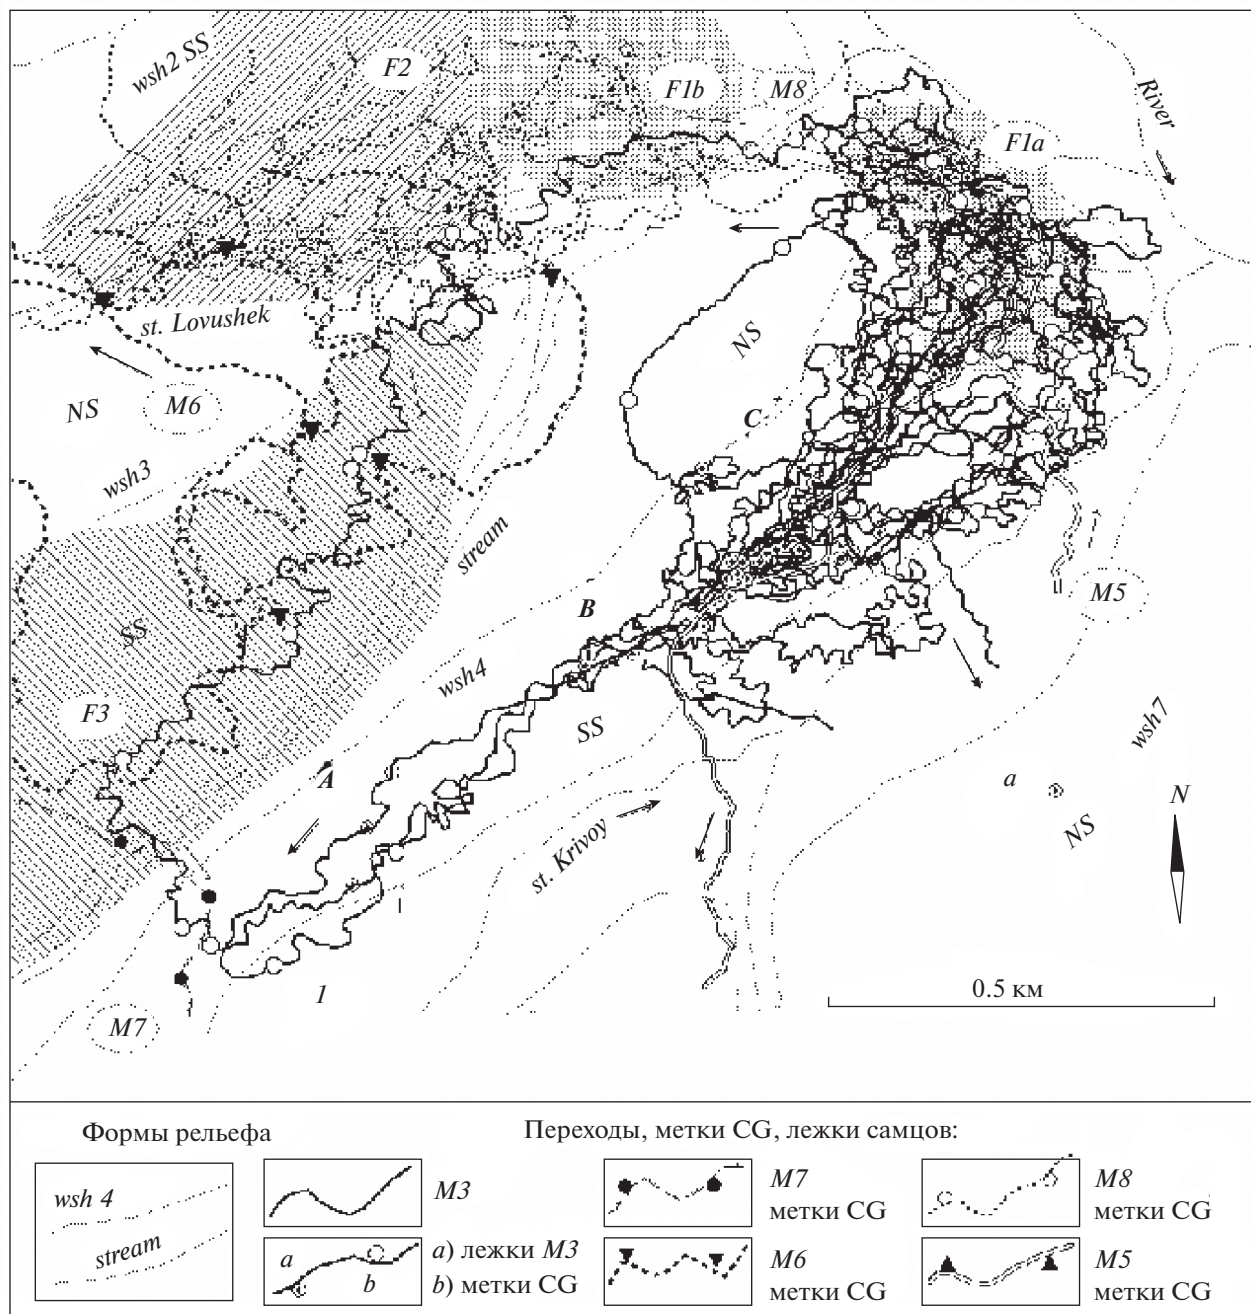 wsh2 SS
F2
F1b
M8
River
F1a
st. Lovushek
NS
M6
NS
C
wsh3
stream
B
M5
SS
wsh4
F3
SS
wsh 7
A
a
N
NS
st. Krivoy
1
0.5 км
M7
Формы рельефа
Переходы, метки CG, лежки самцов:
wsh 4
stream
M3
a
b
a) лежки M3
b) метки CG
M7
метки CG
M6
метки CG
M8
метки CG
M5
метки CG